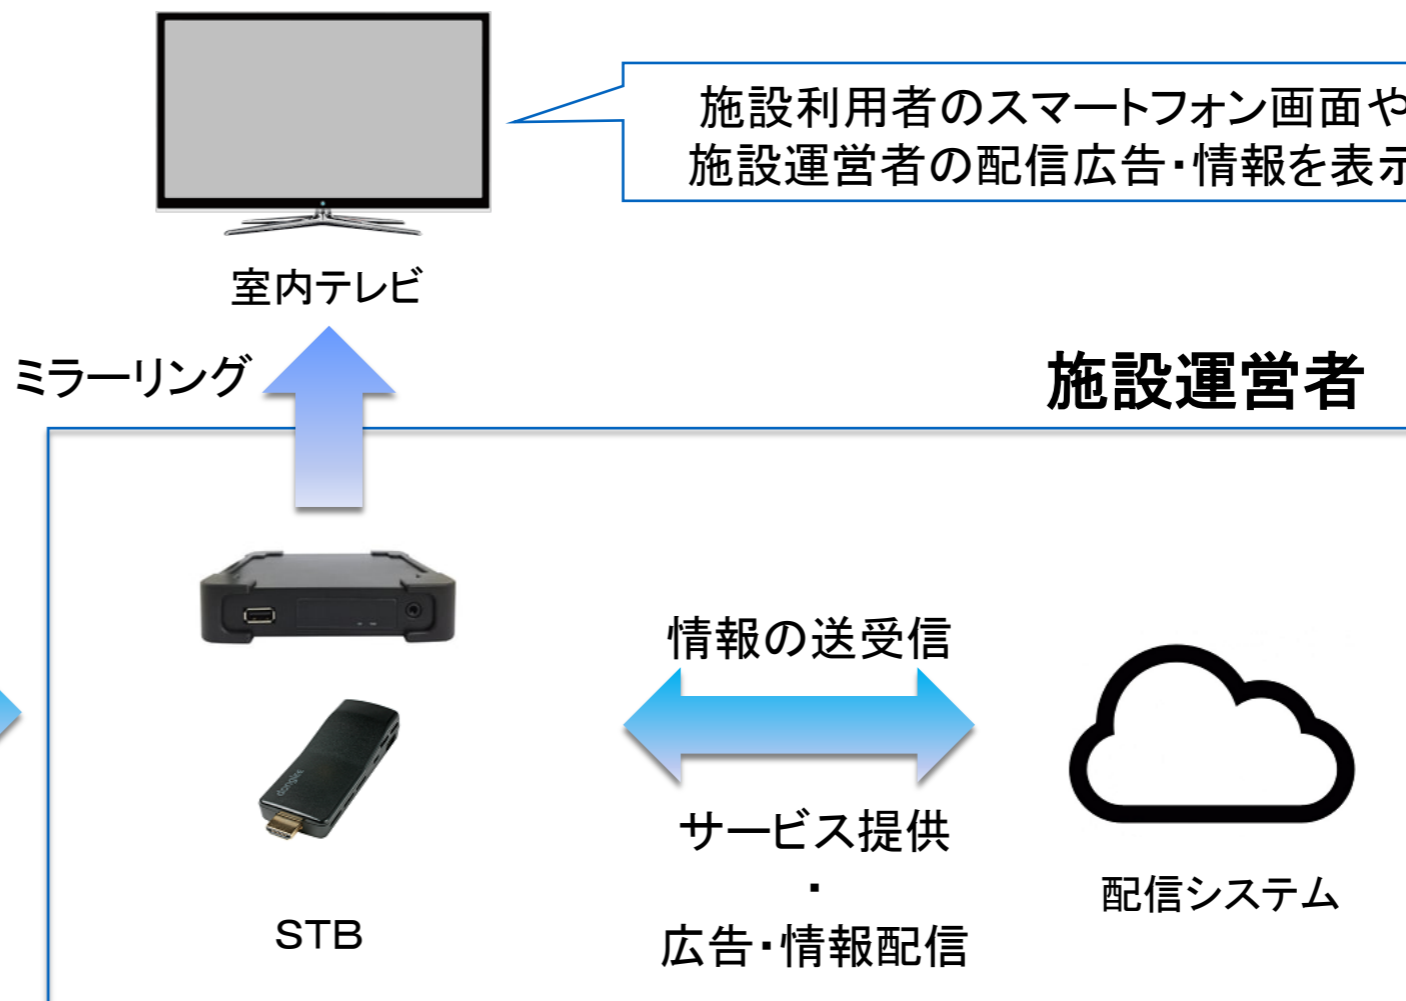 施設利用者のスマートフォン画面や
施設運営者の配信広告・情報を表示
室内テレビ
ミラーリング
施設運営者
情報の送受信
dongleX
サービス提供
・
広告・情報配信
配信システム
STB